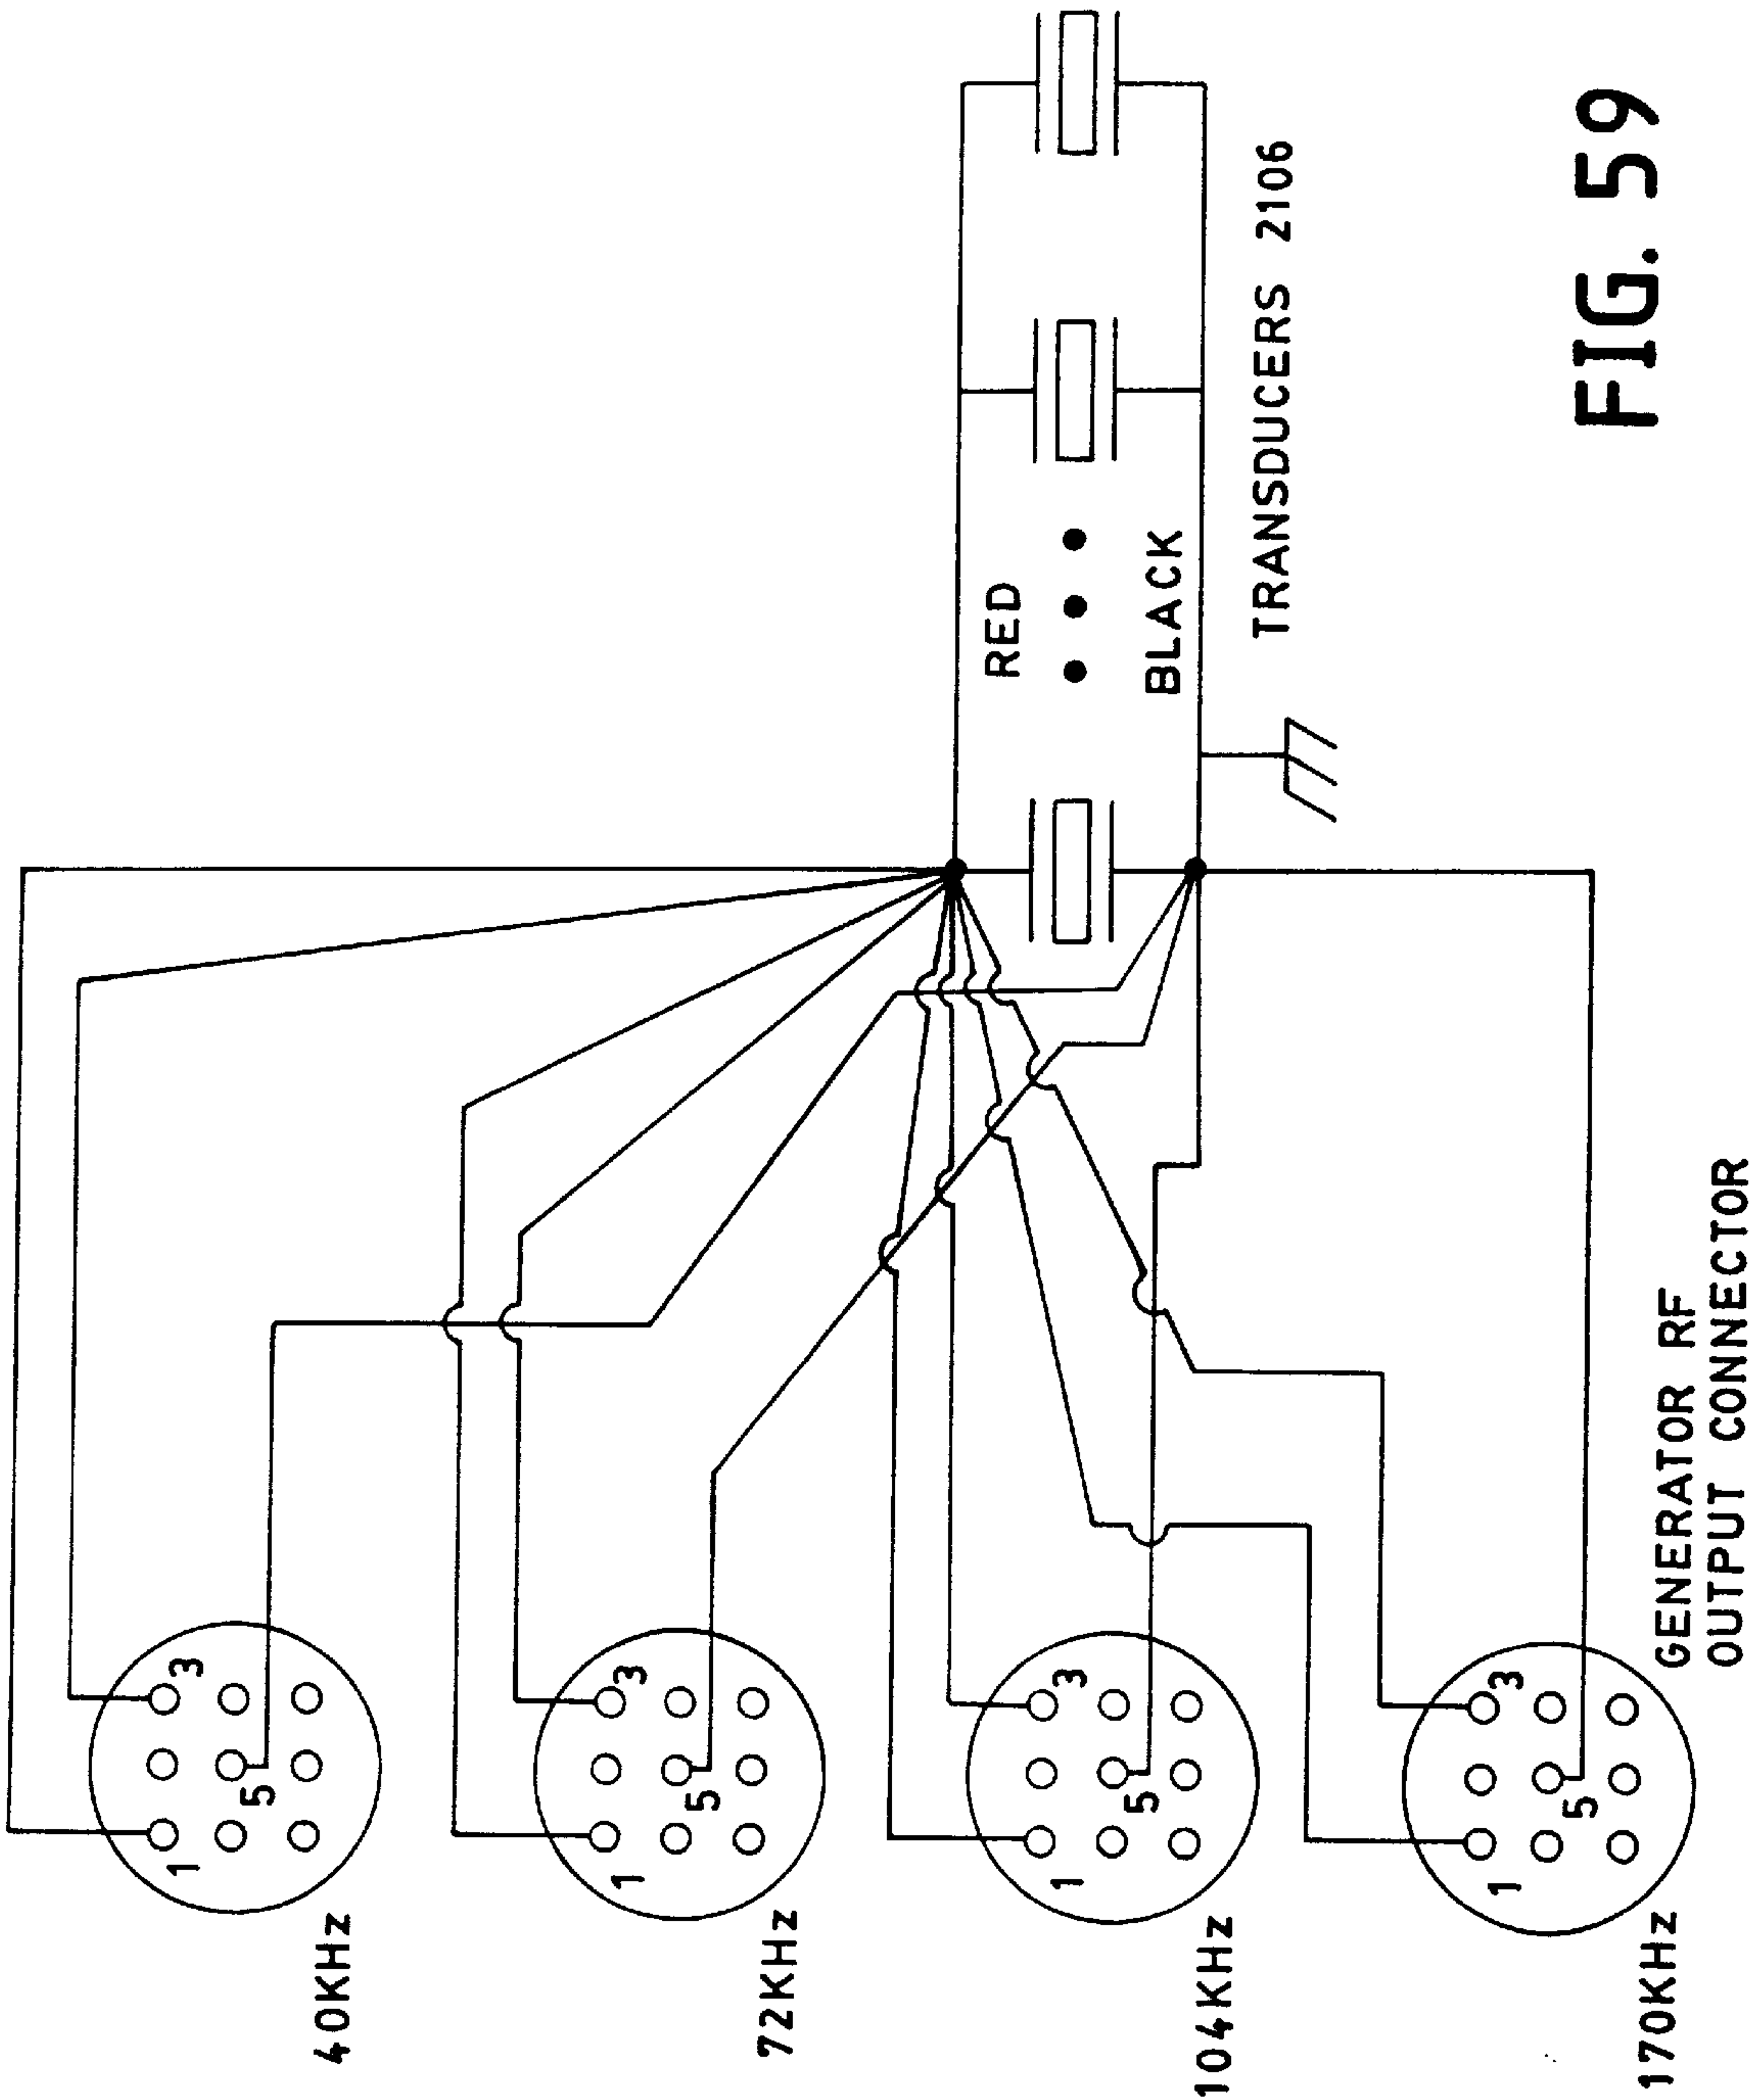 40KHz
1
3
5
72KHz
1
3
5
104KHz
1
3
5
170KHz
1
3
5
GENERATOR RF
OUTPUT CONNECTOR
RED
BLACK
TRANSDUCERS 2106
FIG. 59